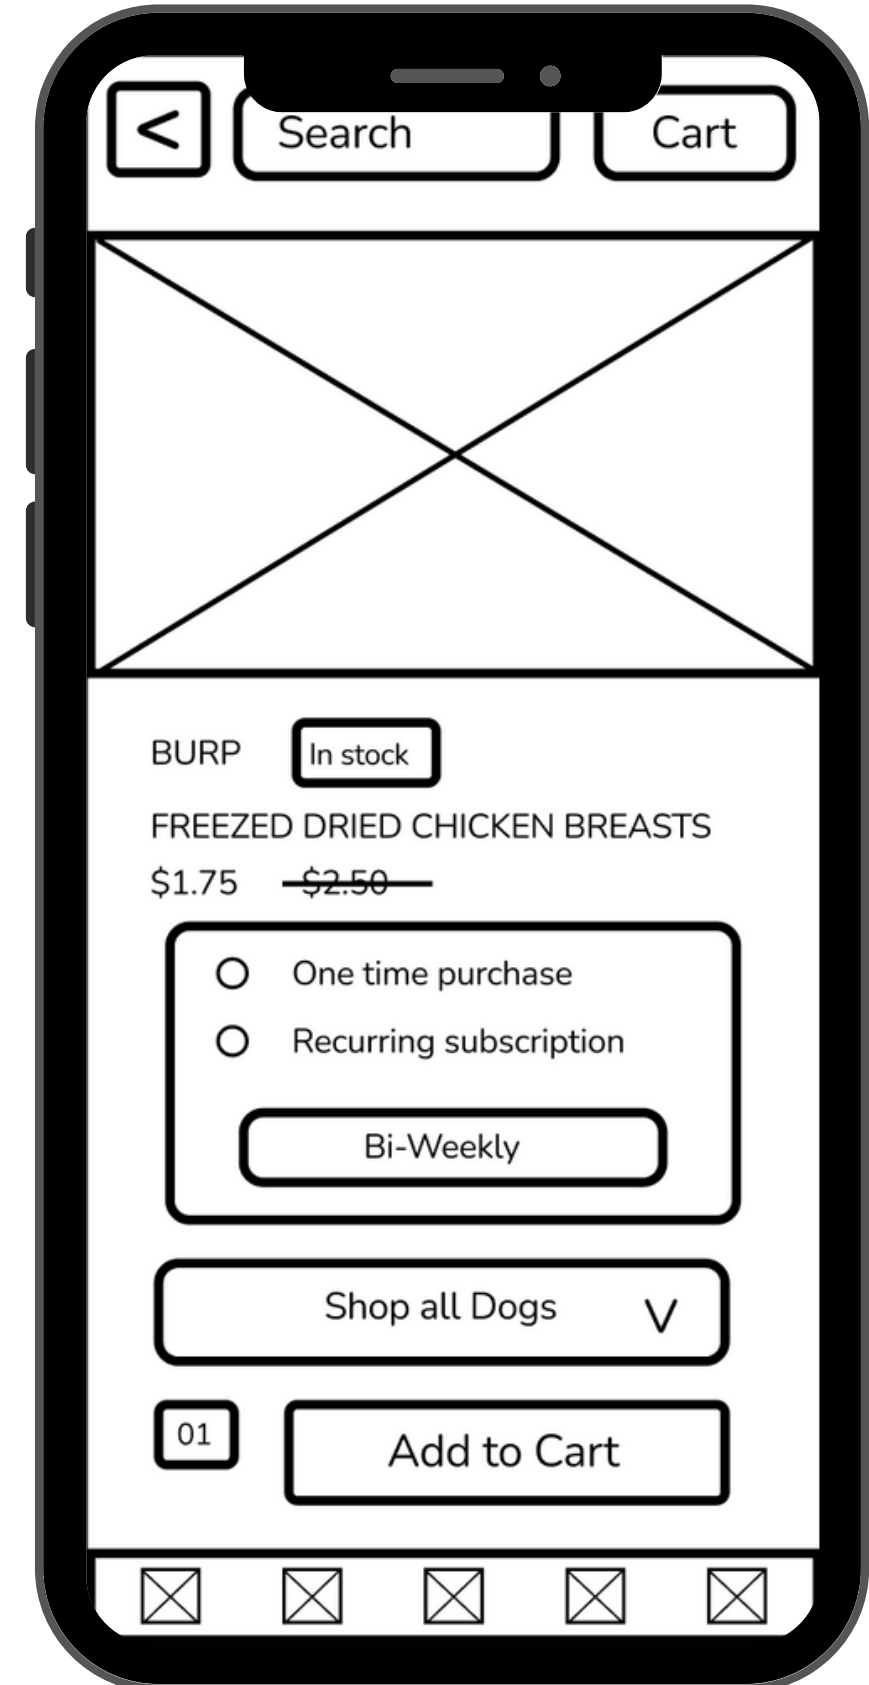 < Search Cart
BURP In stock
FREEZED DRIED CHICKEN BREASTS
$1.75 $2.50
One time purchase
Recurring subscription
Bi-Weekly
Shop all Dogs V
01 Add to Cart